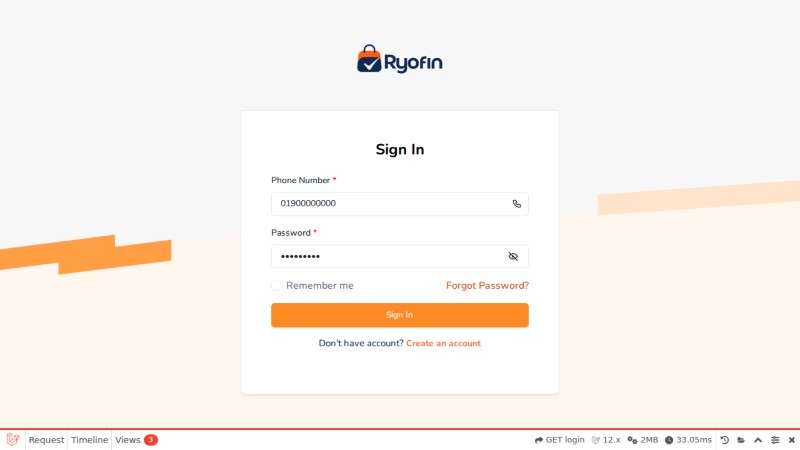 Ryofin
Sign In
Phone Number *
01900000000
Password *
•••••••••
Remember me Forgot Password?
Sign In
Don't have account? Create an account
Request Timeline Views 3 GET login 12.x 2MB 33.05ms